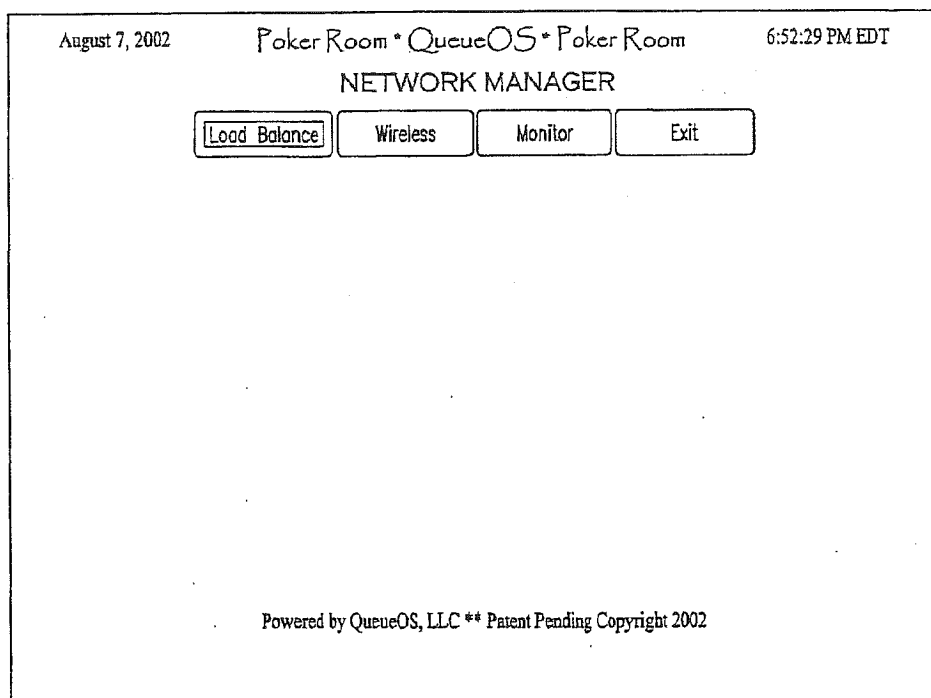 August 7, 2002 Poker Room * QueueOS * Poker Room 6:52:29 PM EDT
NETWORK MANAGER
Load Balance Wireless Monitor Exit
Powered by QueueOS, LLC ** Patent Pending Copyright 2002